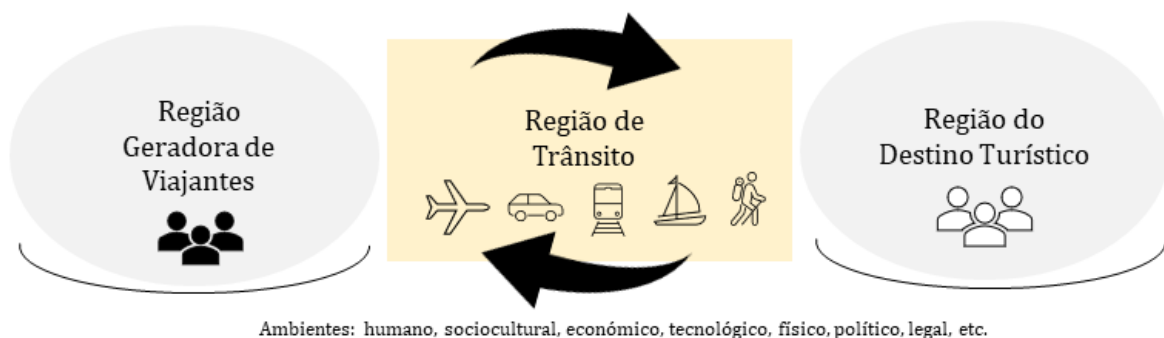 Região
Geradora de
Viajantes
Região de
Trânsito
Região do
Destino Turístico
Ambientes: humano, sociocultural, económico, tecnológico, físico, político, legal, etc.